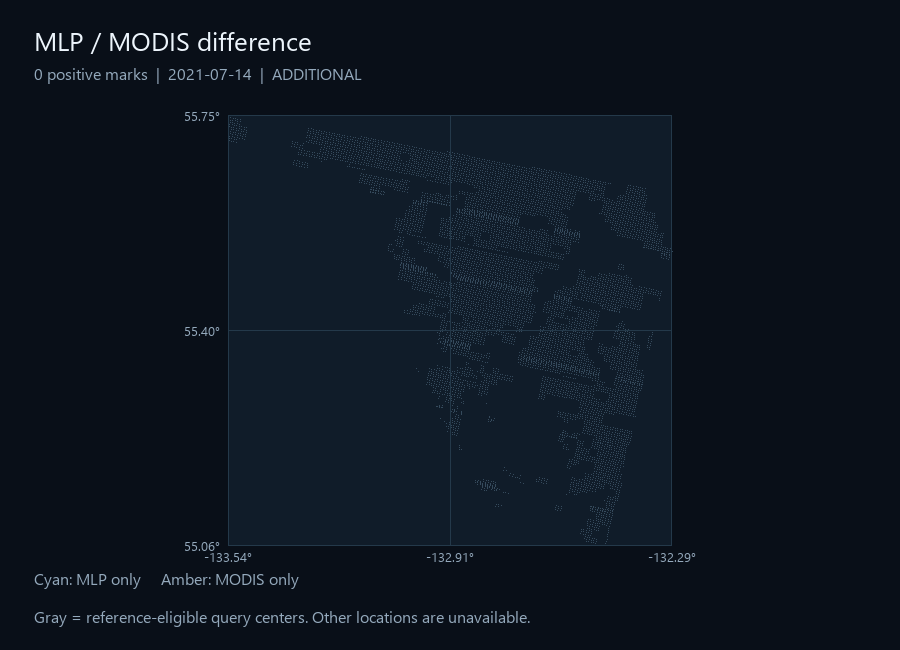 MLP / MODIS difference
0 positive marks | 2021-07-14 | ADDITIONAL
55.75°
55.40°
55.06°
-133.54° -132.91° -132.29°
Cyan: MLP only Amber: MODIS only
Gray = reference-eligible query centers. Other locations are unavailable.